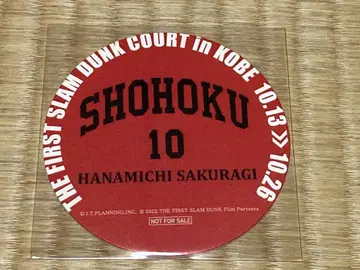 THE FIRST SLAM DUNK COURT in KOBE 10.13 >> 10.26
SHOHOKU
10
HANAMICHI SAKURAGI
© I.T.PLANNING,INC. © 2022 THE FIRST SLAM DUNK Film Partners
NOT FOR SALE